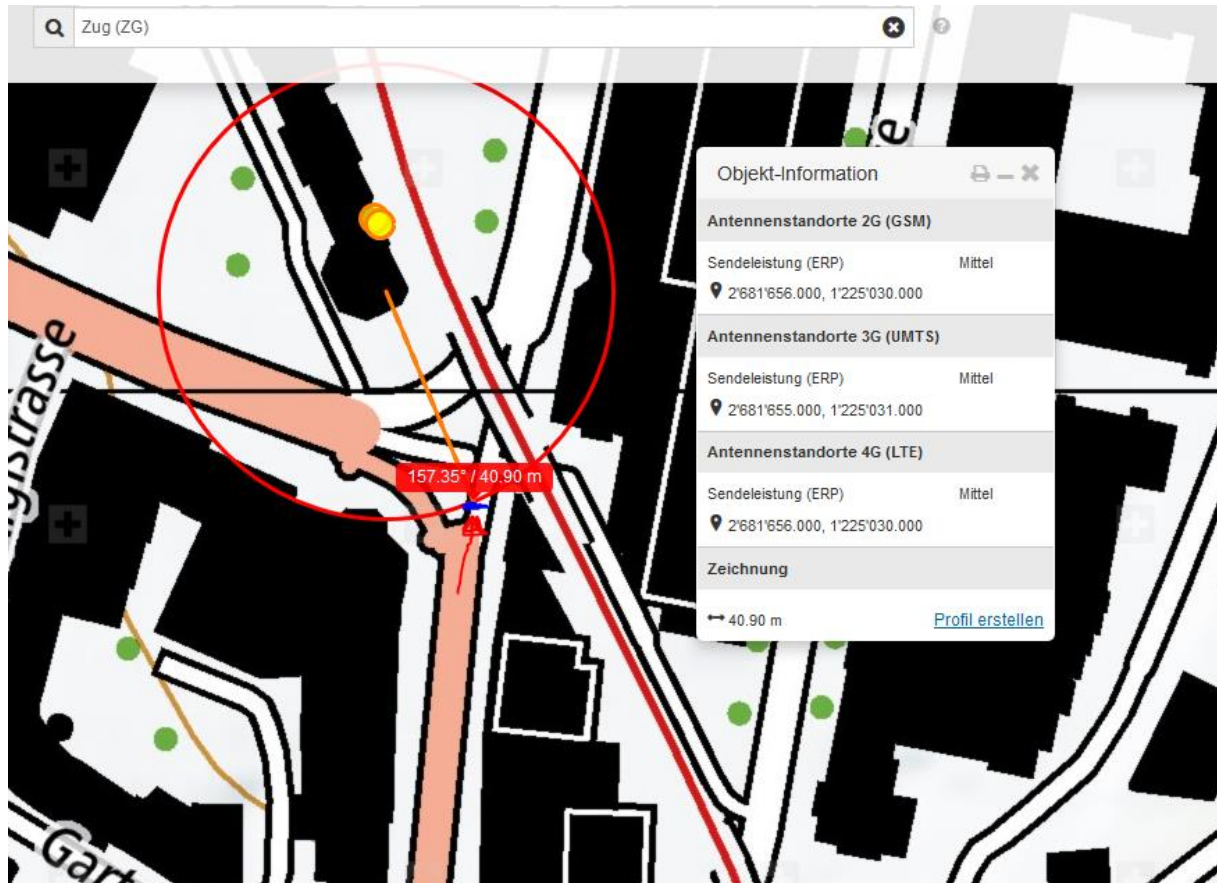 Zug (ZG)
Objekt-Information
Antennenstandorte 2G (GSM)
Sendeleistung (ERP) Mittel
2'681'656.000, 1'225'030.000
Antennenstandorte 3G (UMTS)
Sendeleistung (ERP) Mittel
2'681'655.000, 1'225'031.000
Antennenstandorte 4G (LTE)
Sendeleistung (ERP) Mittel
2'681'656.000, 1'225'030.000
Zeichnung
40.90 m Profil erstellen
157.35° / 40.90 m